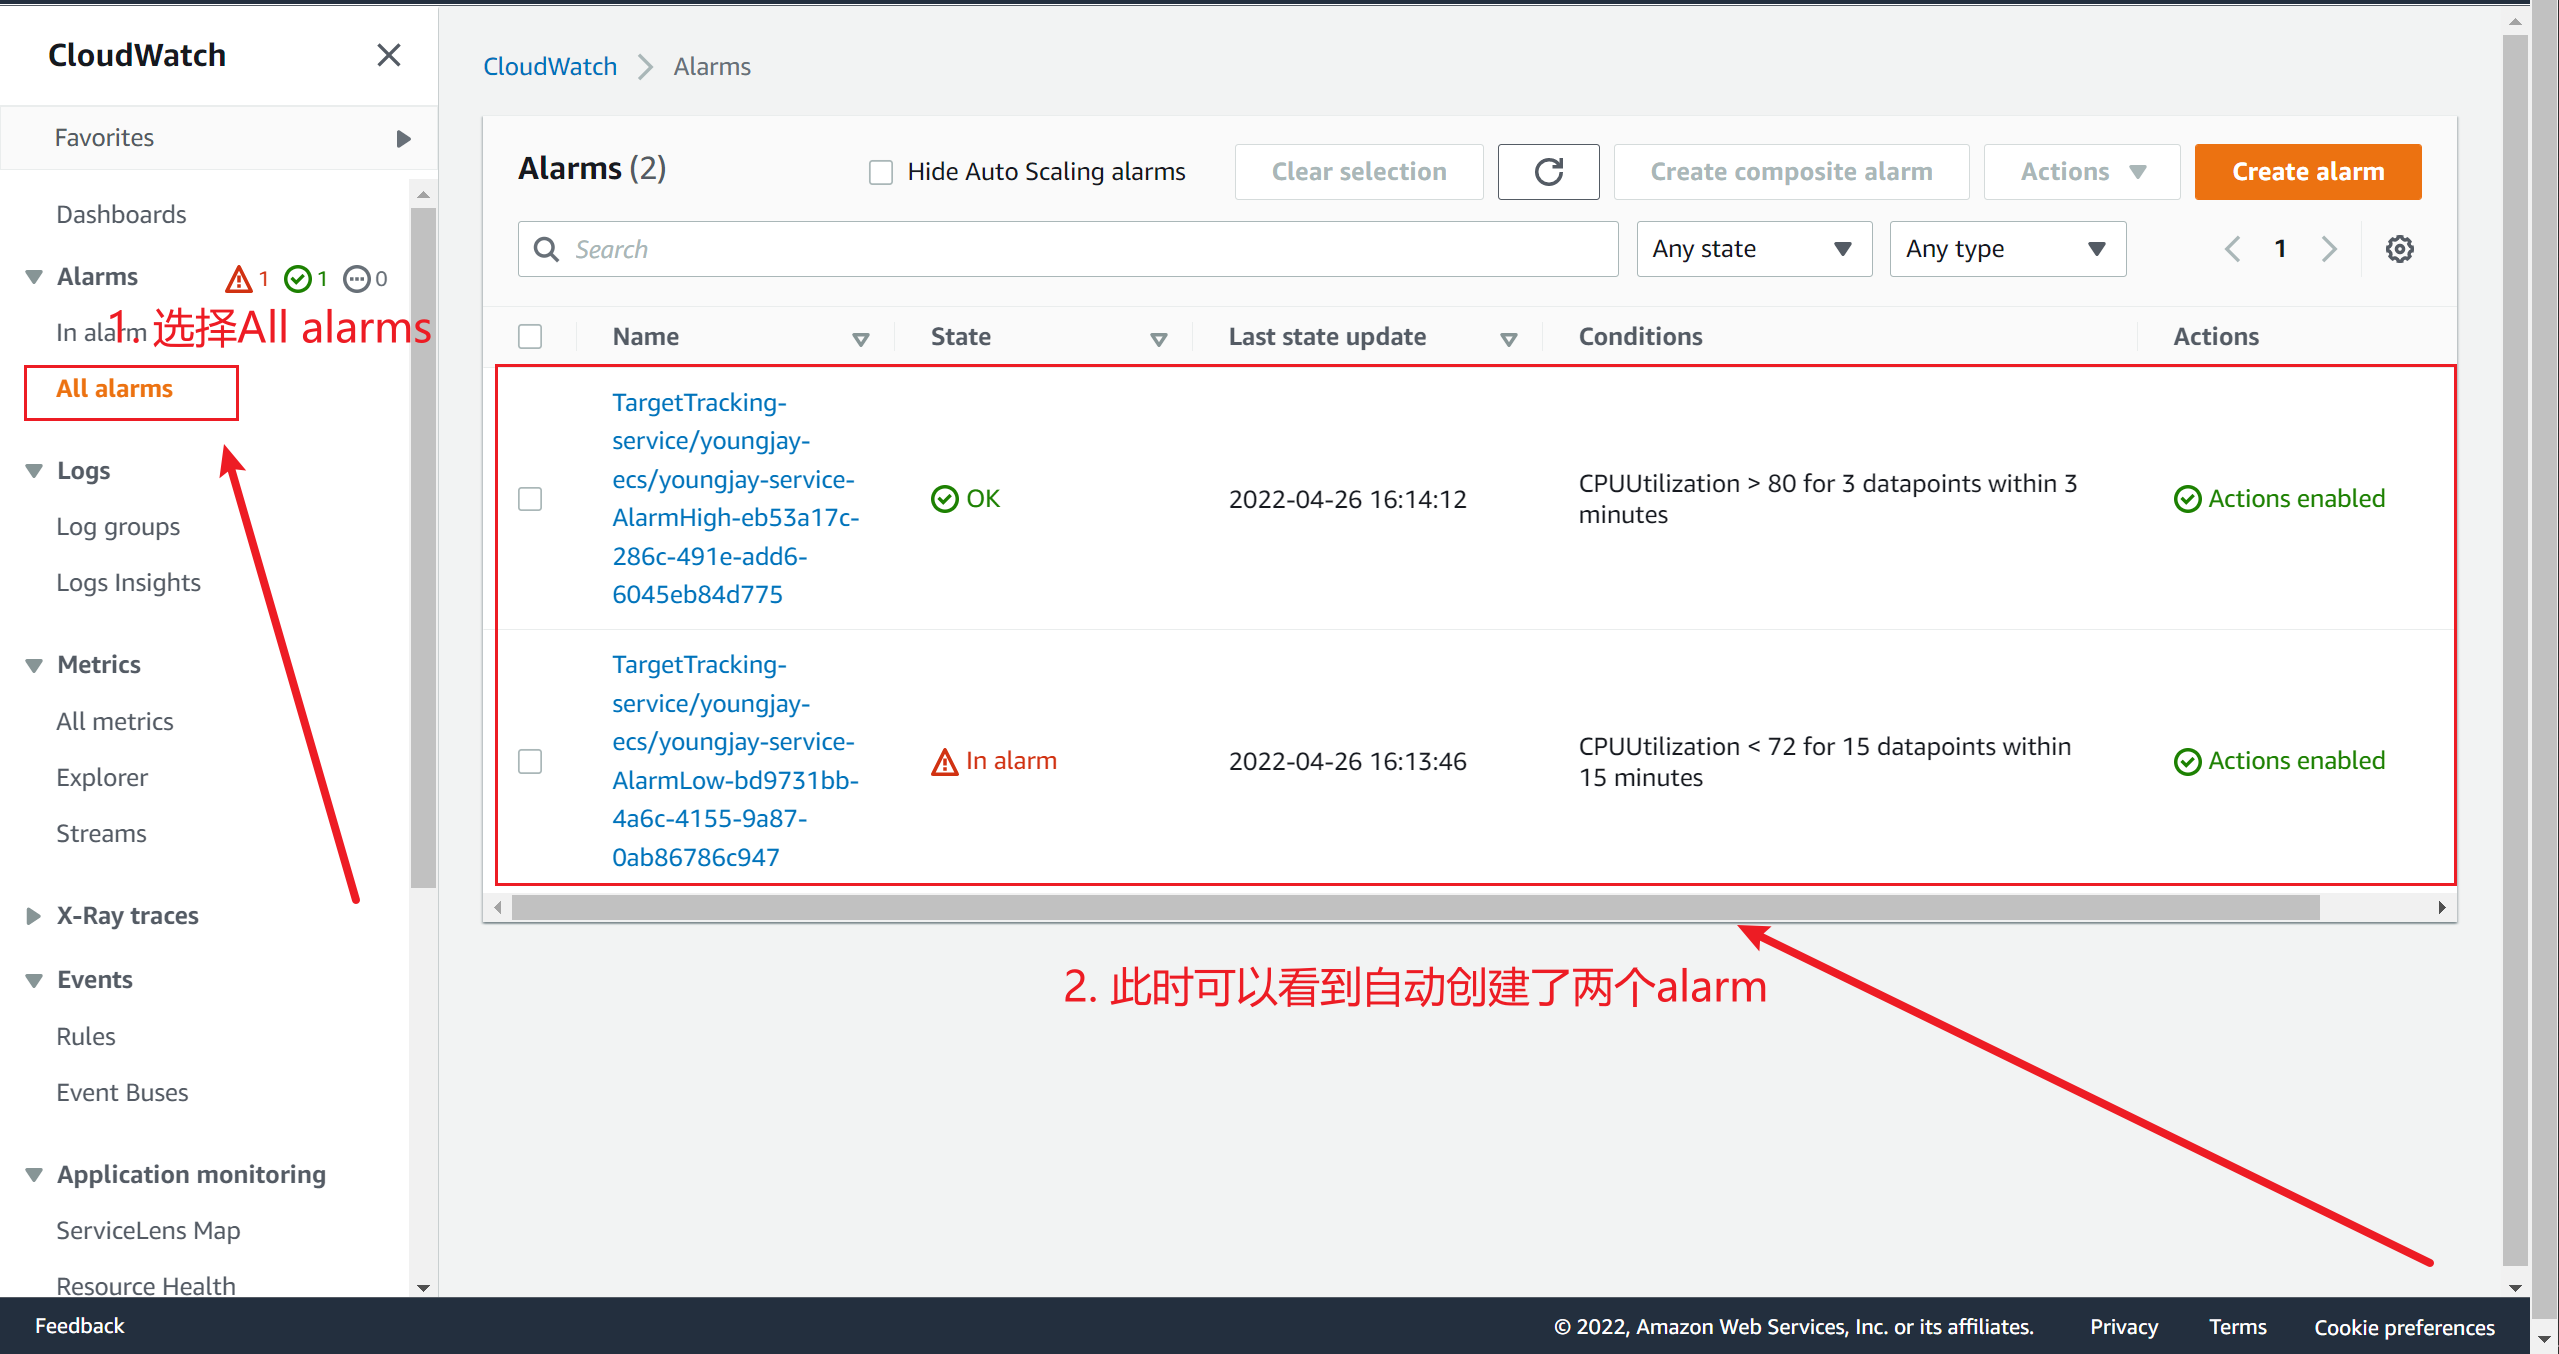 CloudWatch
Favorites
Dashboards
Alarms 1 1 0
In alarm
1. 选择All alarms
All alarms
Logs
Log groups
Logs Insights
Metrics
All metrics
Explorer
Streams
X-Ray traces
Events
Rules
Event Buses
Application monitoring
ServiceLens Map
Resource Health
CloudWatch Alarms
Alarms (2) Hide Auto Scaling alarms Clear selection Create composite alarm Actions Create alarm
Search Any state Any type 1
Name State Last state update Conditions Actions
TargetTracking-
service/youngjay-
ecs/youngjay-service-
AlarmHigh-eb53a17c-
286c-491e-add6-
6045eb84d775
OK
2022-04-26 16:14:12
CPUUtilization > 80 for 3 datapoints within 3
minutes
Actions enabled
TargetTracking-
service/youngjay-
ecs/youngjay-service-
AlarmLow-bd9731bb-
4a6c-4155-9a87-
0ab86786c947
In alarm
2022-04-26 16:13:46
CPUUtilization < 72 for 15 datapoints within
15 minutes
Actions enabled
2. 此时可以看到自动创建了两个alarm
Feedback © 2022, Amazon Web Services, Inc. or its affiliates. Privacy Terms Cookie preferences